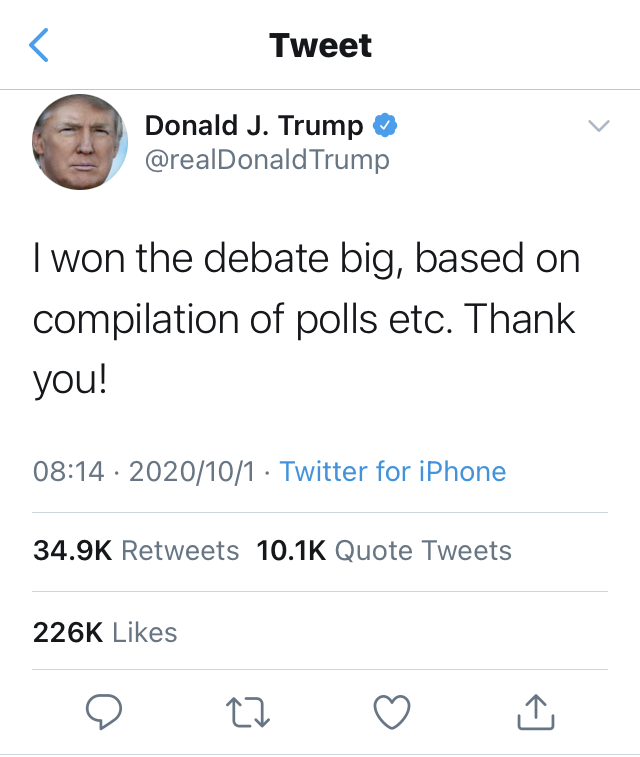 Tweet
Donald J. Trump
@realDonaldTrump
I won the debate big, based on
compilation of polls etc. Thank
you!
08:14 · 2020/10/1 · Twitter for iPhone
34.9K Retweets 10.1K Quote Tweets
226K Likes